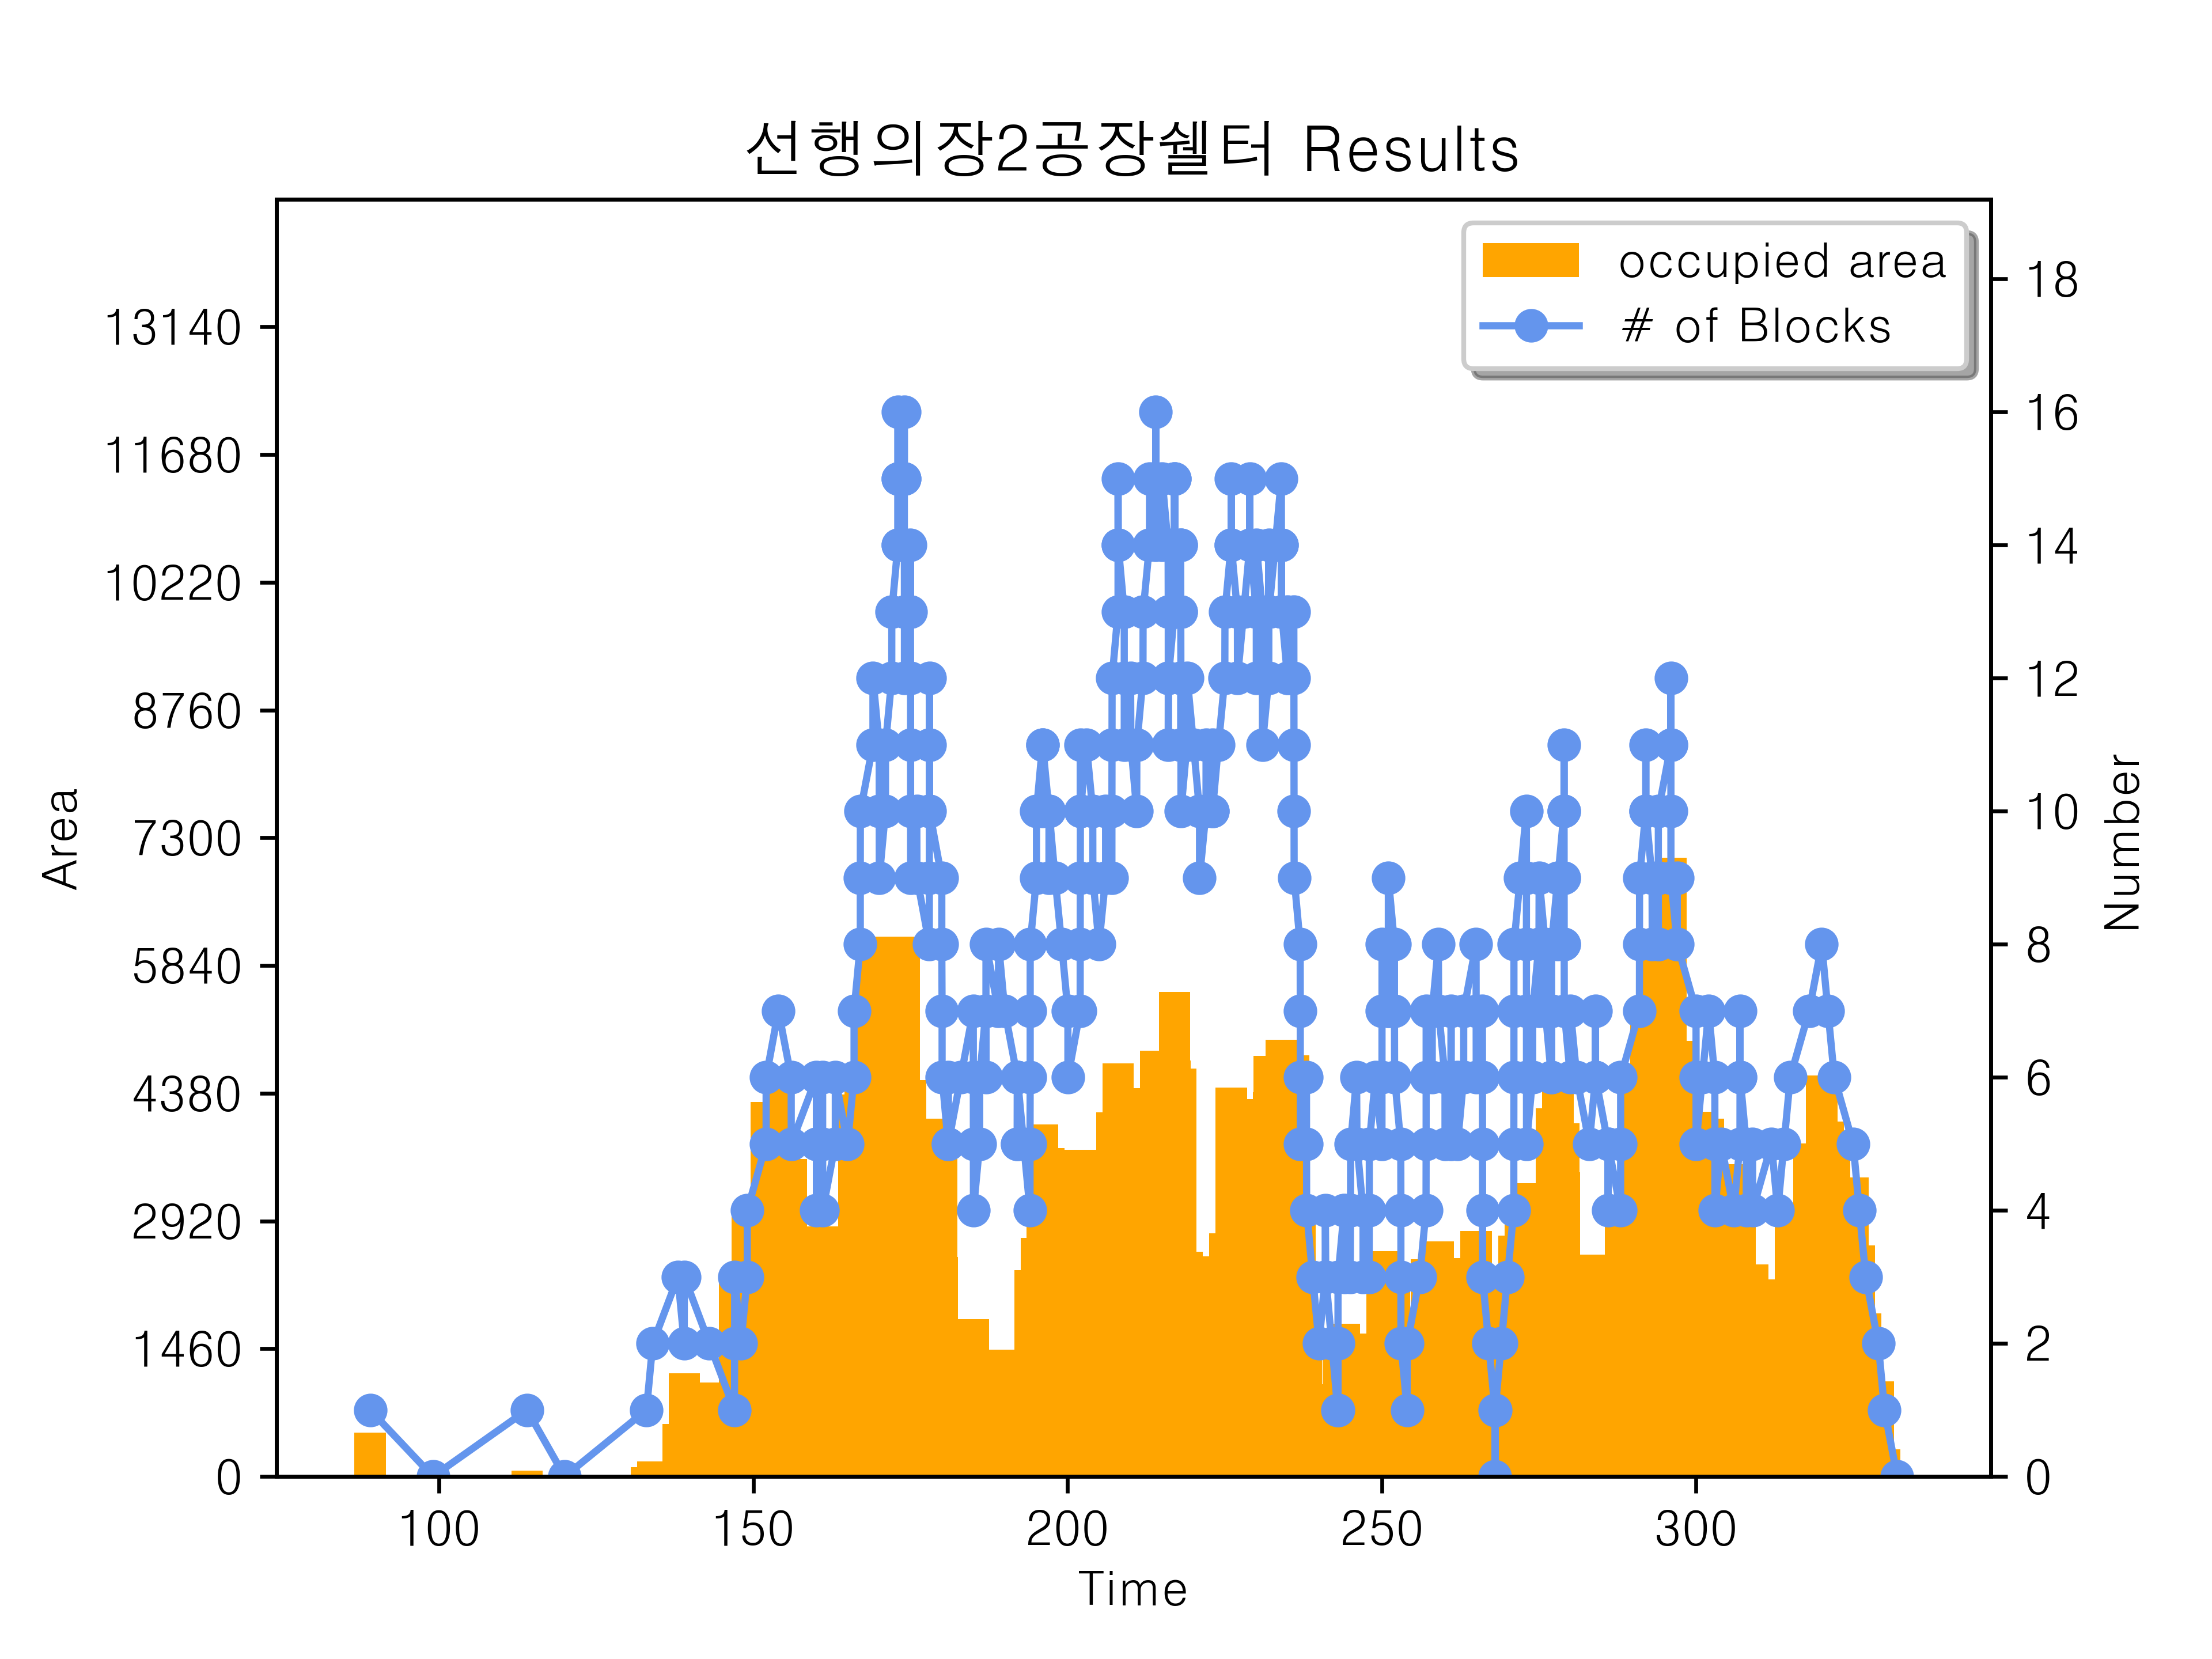 선행의장2공장쉘터 Results
occupied area
# of Blocks
13140
11680
10220
8760
7300
5840
4380
2920
1460
0
Area
18
16
14
12
10
8
6
4
2
0
Number
100 150 200 250 300
Time